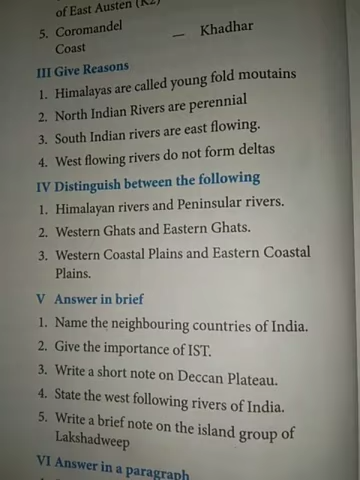 of East Austen (K2)
5. Coromandel — Khadhar
Coast
III Give Reasons
1. Himalayas are called young fold moutains
2. North Indian Rivers are perennial
3. South Indian rivers are east flowing.
4. West flowing rivers do not form deltas
IV Distinguish between the following
1. Himalayan rivers and Peninsular rivers.
2. Western Ghats and Eastern Ghats.
3. Western Coastal Plains and Eastern Coastal
Plains.
V Answer in brief
1. Name the neighbouring countries of India.
2. Give the importance of IST.
3. Write a short note on Deccan Plateau.
4. State the west following rivers of India.
5. Write a brief note on the island group of
Lakshadweep
VI Answer in a paragraph